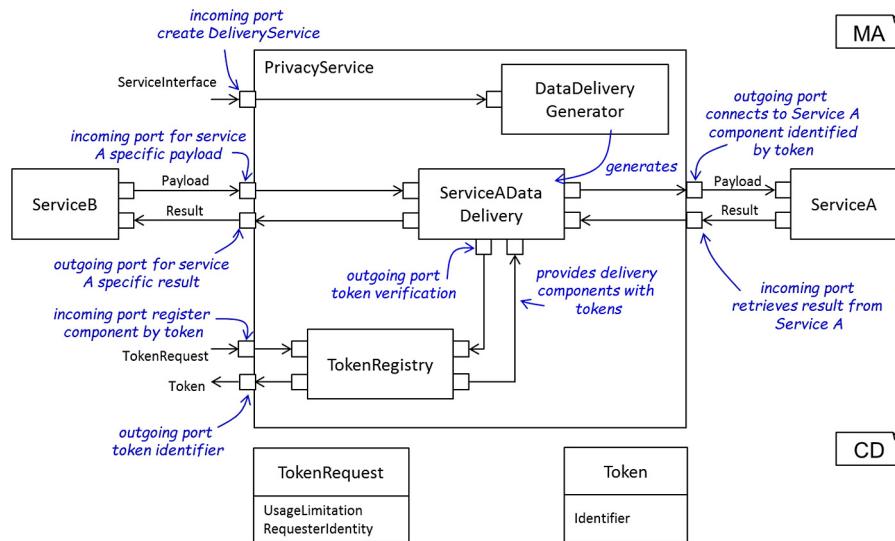 incoming port
create DeliveryService
MA
PrivacyService
ServiceInterface
DataDelivery
Generator
outgoing port
connects to Service A
component identified
by token
incoming port for service
A specific payload
generates
Payload
Payload
ServiceB
ServiceAData
Delivery
ServiceA
Result
Result
outgoing port for service
A specific result
outgoing port
token verification
provides delivery
components with
tokens
incoming port
retrieves result from
Service A
incoming port register
component by token
TokenRequest
TokenRegistry
Token
outgoing port
token identifier
CD
TokenRequest
UsageLimitation
RequesterIdentity
Token
Identifier